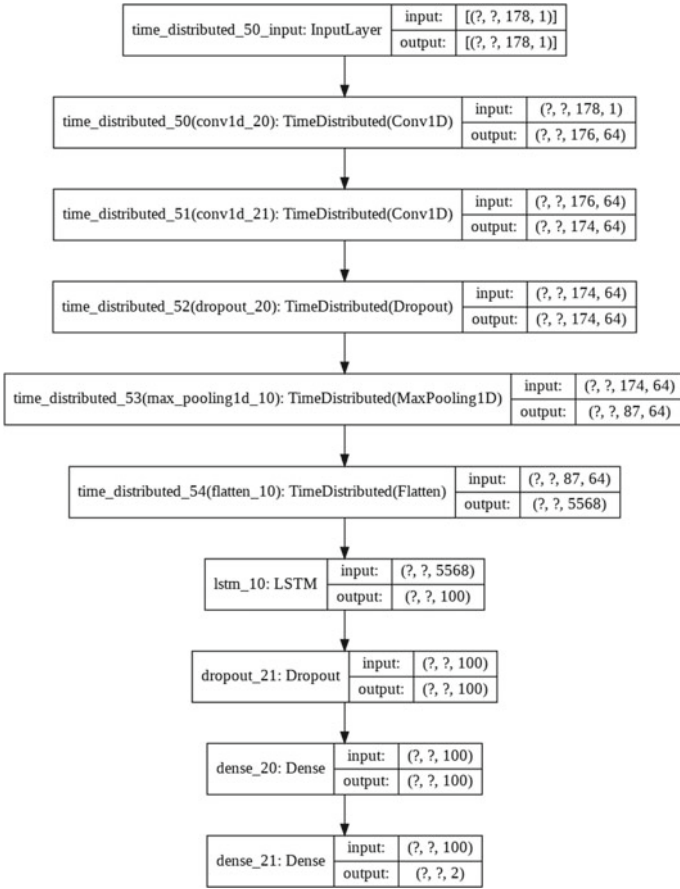 time_distributed_50_input: InputLayer
input: [(?, ?, 178, 1)]
output: [(?, ?, 178, 1)]
time_distributed_50(conv1d_20): TimeDistributed(Conv1D)
input: (?, ?, 178, 1)
output: (?, ?, 176, 64)
time_distributed_51(conv1d_21): TimeDistributed(Conv1D)
input: (?, ?, 176, 64)
output: (?, ?, 174, 64)
time_distributed_52(dropout_20): TimeDistributed(Dropout)
input: (?, ?, 174, 64)
output: (?, ?, 174, 64)
time_distributed_53(max_pooling1d_10): TimeDistributed(MaxPooling1D)
input: (?, ?, 174, 64)
output: (?, ?, 87, 64)
time_distributed_54(flatten_10): TimeDistributed(Flatten)
input: (?, ?, 87, 64)
output: (?, ?, 5568)
lstm_10: LSTM
input: (?, ?, 5568)
output: (?, ?, 100)
dropout_21: Dropout
input: (?, ?, 100)
output: (?, ?, 100)
dense_20: Dense
input: (?, ?, 100)
output: (?, ?, 100)
dense_21: Dense
input: (?, ?, 100)
output: (?, ?, 2)